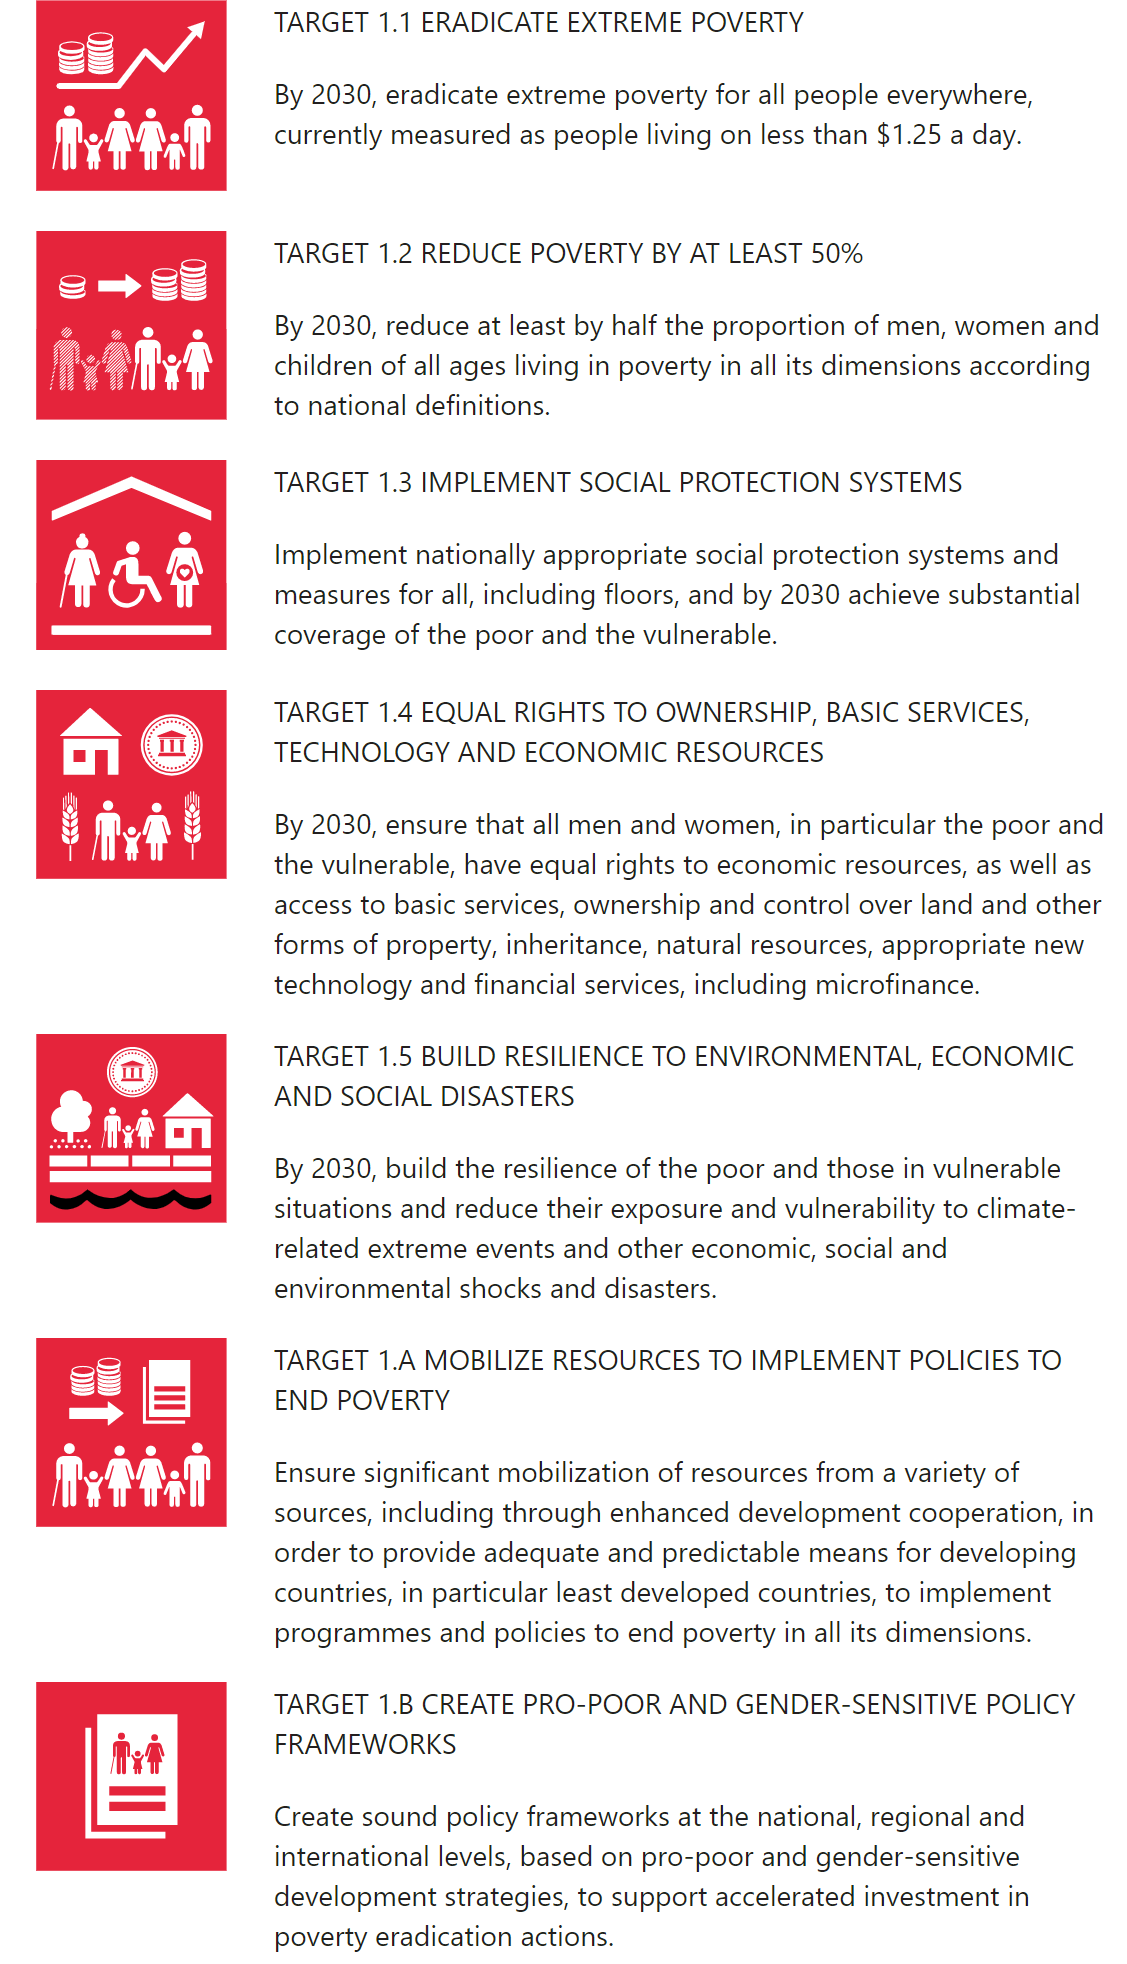 TARGET 1.1 ERADICATE EXTREME POVERTY
By 2030, eradicate extreme poverty for all people everywhere,
currently measured as people living on less than $1.25 a day.
TARGET 1.2 REDUCE POVERTY BY AT LEAST 50%
By 2030, reduce at least by half the proportion of men, women and
children of all ages living in poverty in all its dimensions according
to national definitions.
TARGET 1.3 IMPLEMENT SOCIAL PROTECTION SYSTEMS
Implement nationally appropriate social protection systems and
measures for all, including floors, and by 2030 achieve substantial
coverage of the poor and the vulnerable.
TARGET 1.4 EQUAL RIGHTS TO OWNERSHIP, BASIC SERVICES,
TECHNOLOGY AND ECONOMIC RESOURCES
By 2030, ensure that all men and women, in particular the poor and
the vulnerable, have equal rights to economic resources, as well as
access to basic services, ownership and control over land and other
forms of property, inheritance, natural resources, appropriate new
technology and financial services, including microfinance.
TARGET 1.5 BUILD RESILIENCE TO ENVIRONMENTAL, ECONOMIC
AND SOCIAL DISASTERS
By 2030, build the resilience of the poor and those in vulnerable
situations and reduce their exposure and vulnerability to climate-
related extreme events and other economic, social and
environmental shocks and disasters.
TARGET 1.A MOBILIZE RESOURCES TO IMPLEMENT POLICIES TO
END POVERTY
Ensure significant mobilization of resources from a variety of
sources, including through enhanced development cooperation, in
order to provide adequate and predictable means for developing
countries, in particular least developed countries, to implement
programmes and policies to end poverty in all its dimensions.
TARGET 1.B CREATE PRO-POOR AND GENDER-SENSITIVE POLICY
FRAMEWORKS
Create sound policy frameworks at the national, regional and
international levels, based on pro-poor and gender-sensitive
development strategies, to support accelerated investment in
poverty eradication actions.